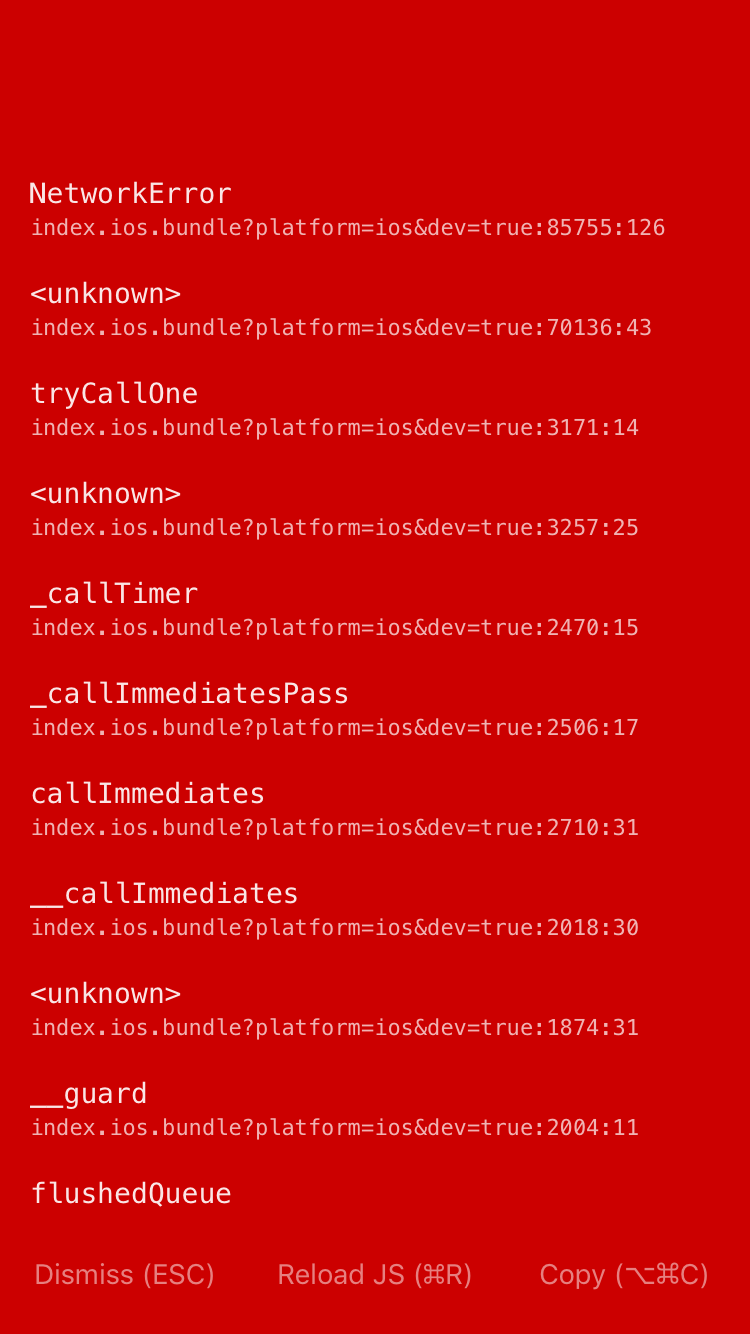 NetworkError
index.ios.bundle?platform=ios&dev=true:85755:126
<unknown>
index.ios.bundle?platform=ios&dev=true:70136:43
tryCallOne
index.ios.bundle?platform=ios&dev=true:3171:14
<unknown>
index.ios.bundle?platform=ios&dev=true:3257:25
_callTimer
index.ios.bundle?platform=ios&dev=true:2470:15
_callImmediatesPass
index.ios.bundle?platform=ios&dev=true:2506:17
callImmediates
index.ios.bundle?platform=ios&dev=true:2710:31
__callImmediates
index.ios.bundle?platform=ios&dev=true:2018:30
<unknown>
index.ios.bundle?platform=ios&dev=true:1874:31
__guard
index.ios.bundle?platform=ios&dev=true:2004:11
flushedQueue
Dismiss (ESC) Reload JS (⌘R) Copy (⌥⌘C)